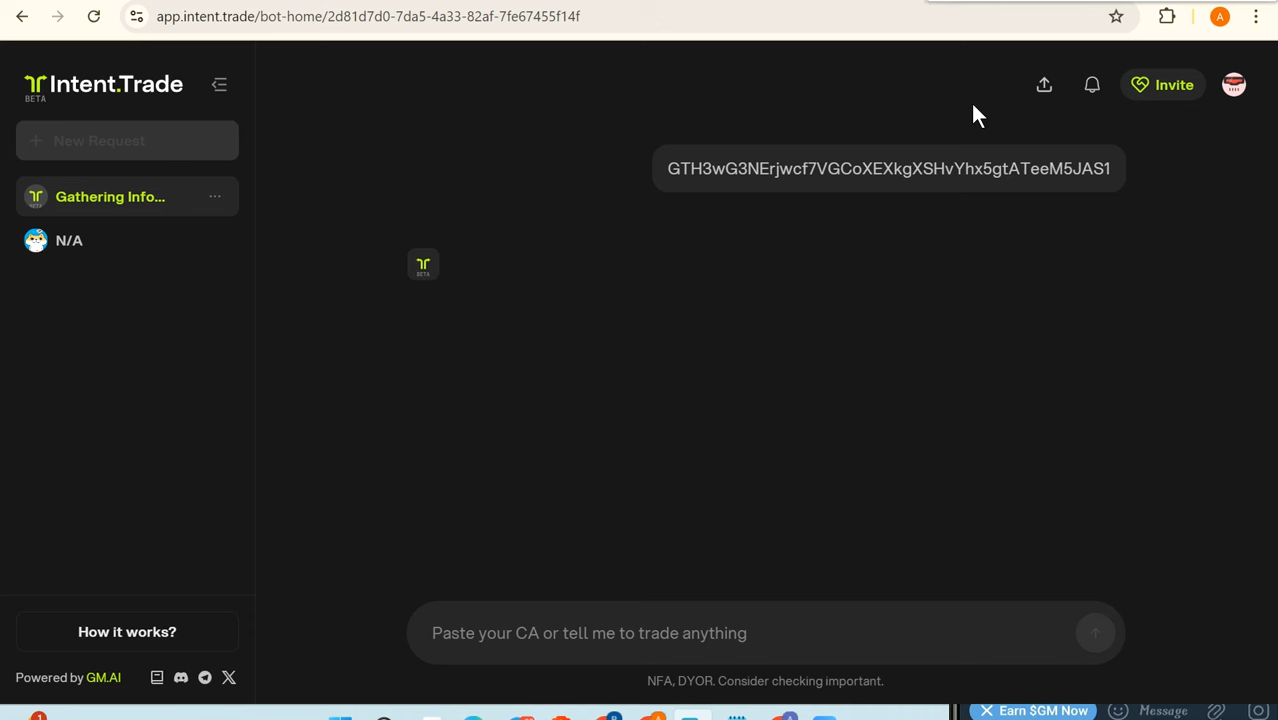 app.intent.trade/bot-home/2d81d7d0-7da5-4a33-82af-7fe67455f14f
A
Intent.Trade
BETA
Invite
New Request
GTH3wG3NErjwcf7VGCoXEXkgXSHvYhx5gtATeeM5JAS1
Gathering Info...
BETA
N/A
BETA
How it works?
Paste your CA or tell me to trade anything
Powered by GM.AI
NFA, DYOR. Consider checking important.
1
Earn $GM Now
Message